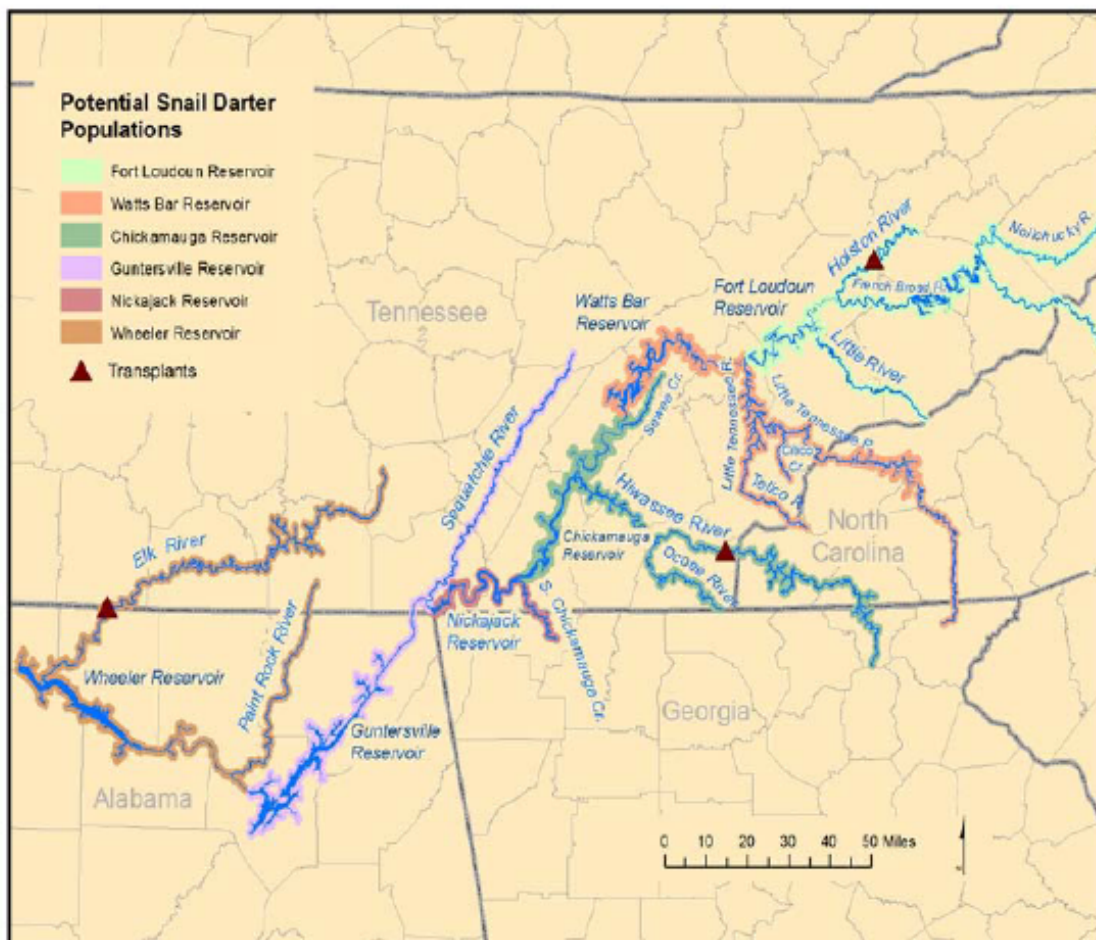 Potential Snail Darter
Populations
Fort Loudoun Reservoir
Watts Bar Reservoir
Chickamauga Reservoir
Guntersville Reservoir
Nickajack Reservoir
Wheeler Reservoir
Transplants
Tennessee
Watts Bar
Reservoir
Fort Loudoun
Reservoir
Holston River
French Broad R.
Nolichucky R.
Little River
Little Tennessee R.
Little Tennessee R.
Citico
Cr.
Tellico R.
Sewee Cr.
Sequatchie River
Hiwassee River
Chickamauga
Reservoir
Ocoee River
North
Carolina
Elk River
Nickajack
Reservoir
S. Chickamauga Cr.
Paint Rock River
Wheeler Reservoir
Guntersville
Reservoir
Georgia
Alabama
0 10 20 30 40 50 Miles